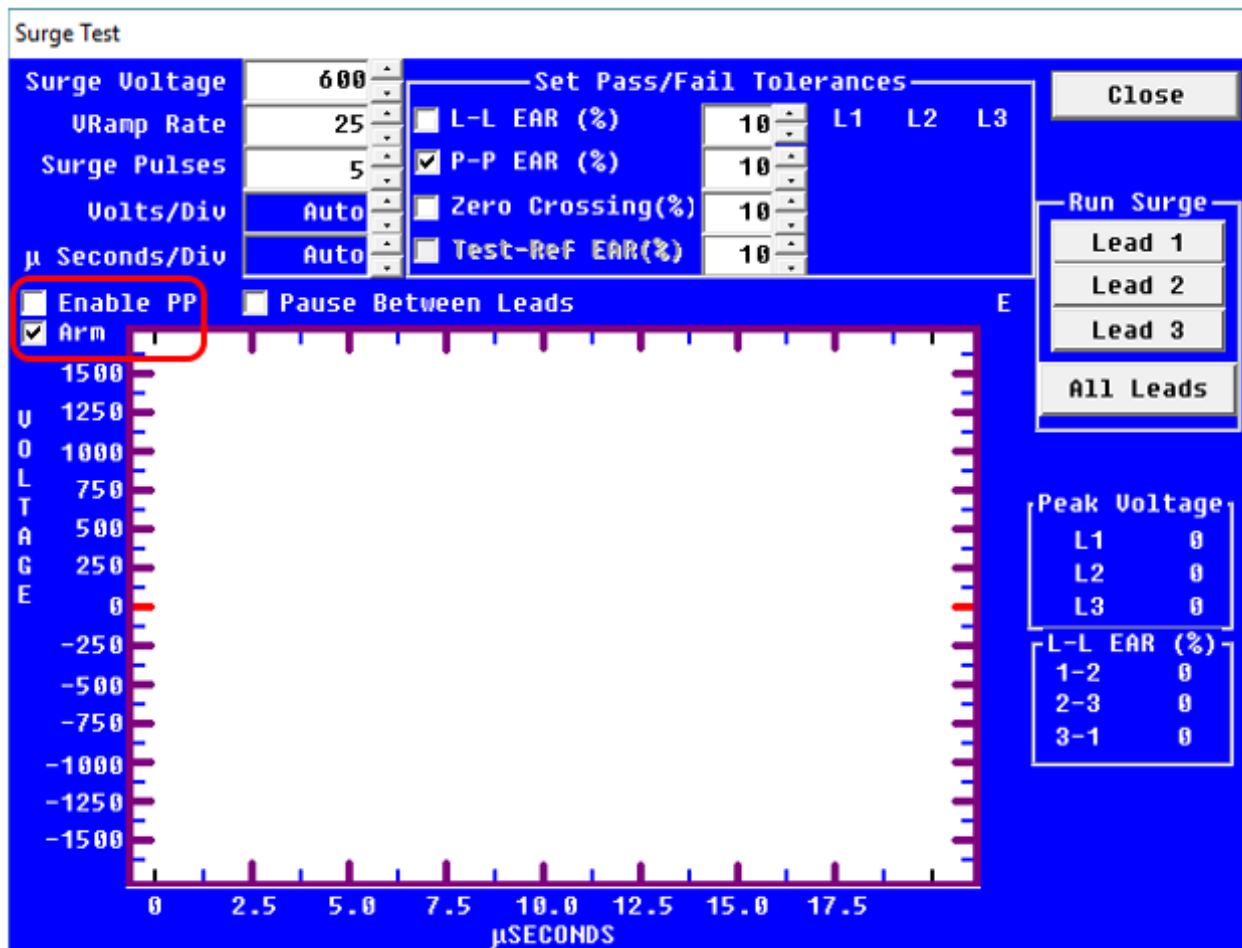 Surge Test
Surge Voltage 600
VRamp Rate 25
Surge Pulses 5
Volts/Div Auto
µ Seconds/Div Auto
Set Pass/Fail Tolerances
L-L EAR (%) 10 L1 L2 L3
P-P EAR (%) 10
Zero Crossing(%) 10
Test-Ref EAR(%) 10
Close
Run Surge
Lead 1
Lead 2
Lead 3
All Leads
Enable PP
Pause Between Leads
E
Arm
VOLTAGE
1500
1250
1000
750
500
250
0
-250
-500
-750
-1000
-1250
-1500
0 2.5 5.0 7.5 10.0 12.5 15.0 17.5
µSECONDS
Peak Voltage
L1 0
L2 0
L3 0
L-L EAR (%)
1-2 0
2-3 0
3-1 0